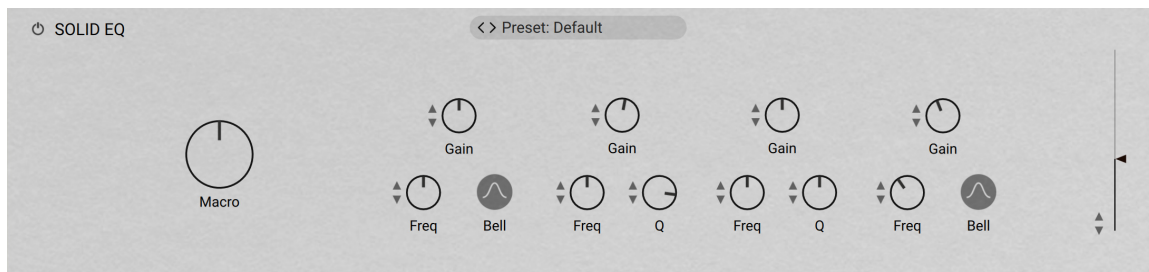 SOLID EQ
Preset: Default
Gain Gain Gain Gain
Macro
Freq Bell Freq Q Freq Q Freq Bell